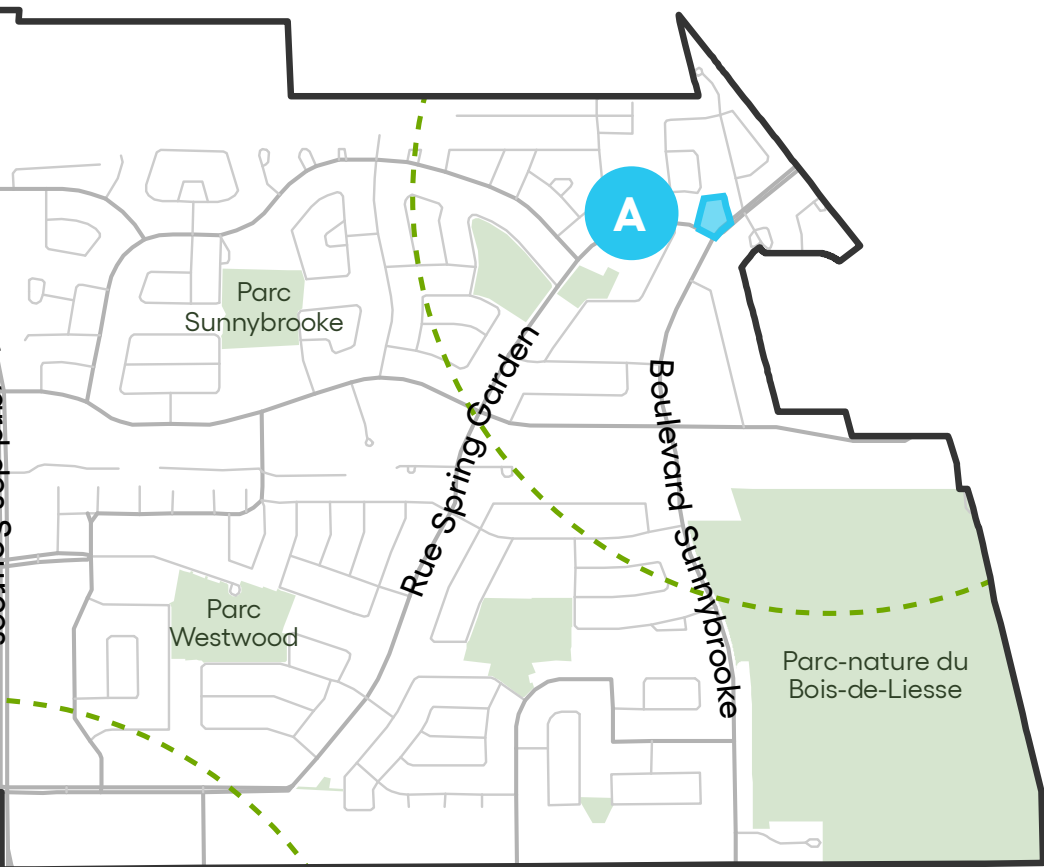 A
Parc
Sunnybrooke
Rue Spring Garden
Boulevard Sunnybrooke
Parc
Westwood
Parc-nature du
Bois-de-Liesse